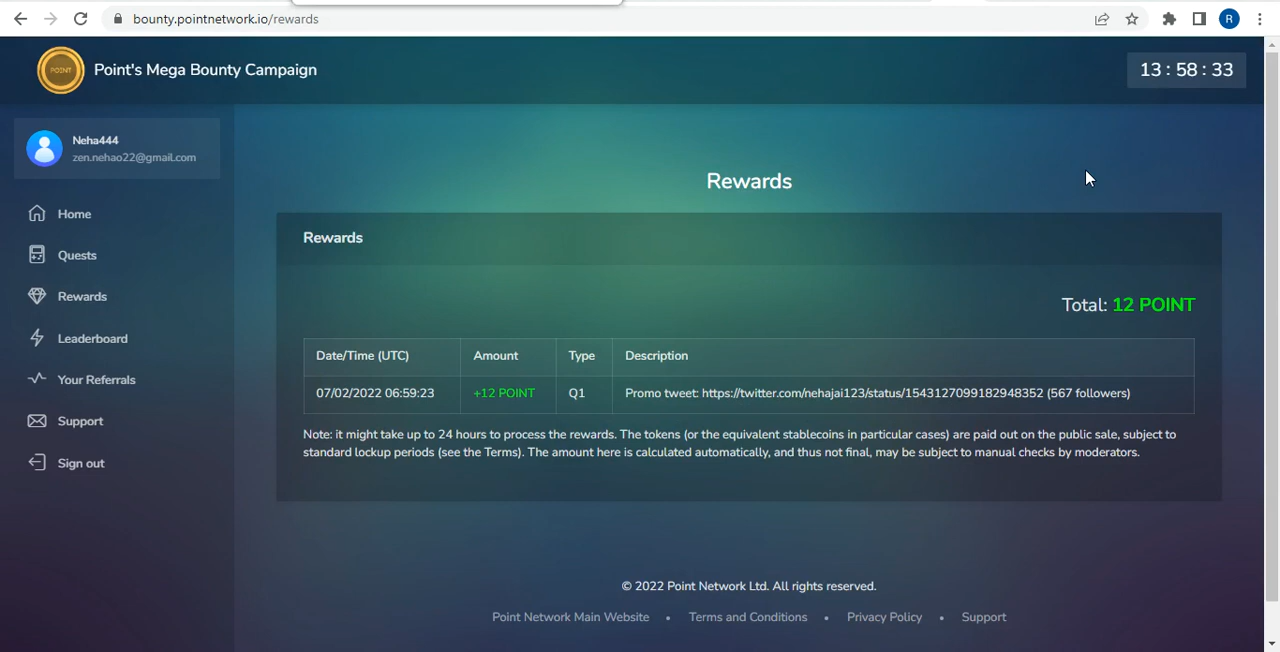 bounty.pointnetwork.io/rewards
R
POINT
Point's Mega Bounty Campaign
13 : 58 : 33
Neha444
zen.nehao22@gmail.com
Home
Quests
Rewards
Leaderboard
Your Referrals
Support
Sign out
Rewards
Rewards
Total: 12 POINT
Date/Time (UTC) Amount Type Description
07/02/2022 06:59:23 +12 POINT Q1 Promo tweet: https://twitter.com/nehajai123/status/1543127099182948352 (567 followers)
Note: it might take up to 24 hours to process the rewards. The tokens (or the equivalent stablecoins in particular cases) are paid out on the public sale, subject to
standard lockup periods (see the Terms). The amount here is calculated automatically, and thus not final, may be subject to manual checks by moderators.
© 2022 Point Network Ltd. All rights reserved.
Point Network Main Website • Terms and Conditions • Privacy Policy • Support